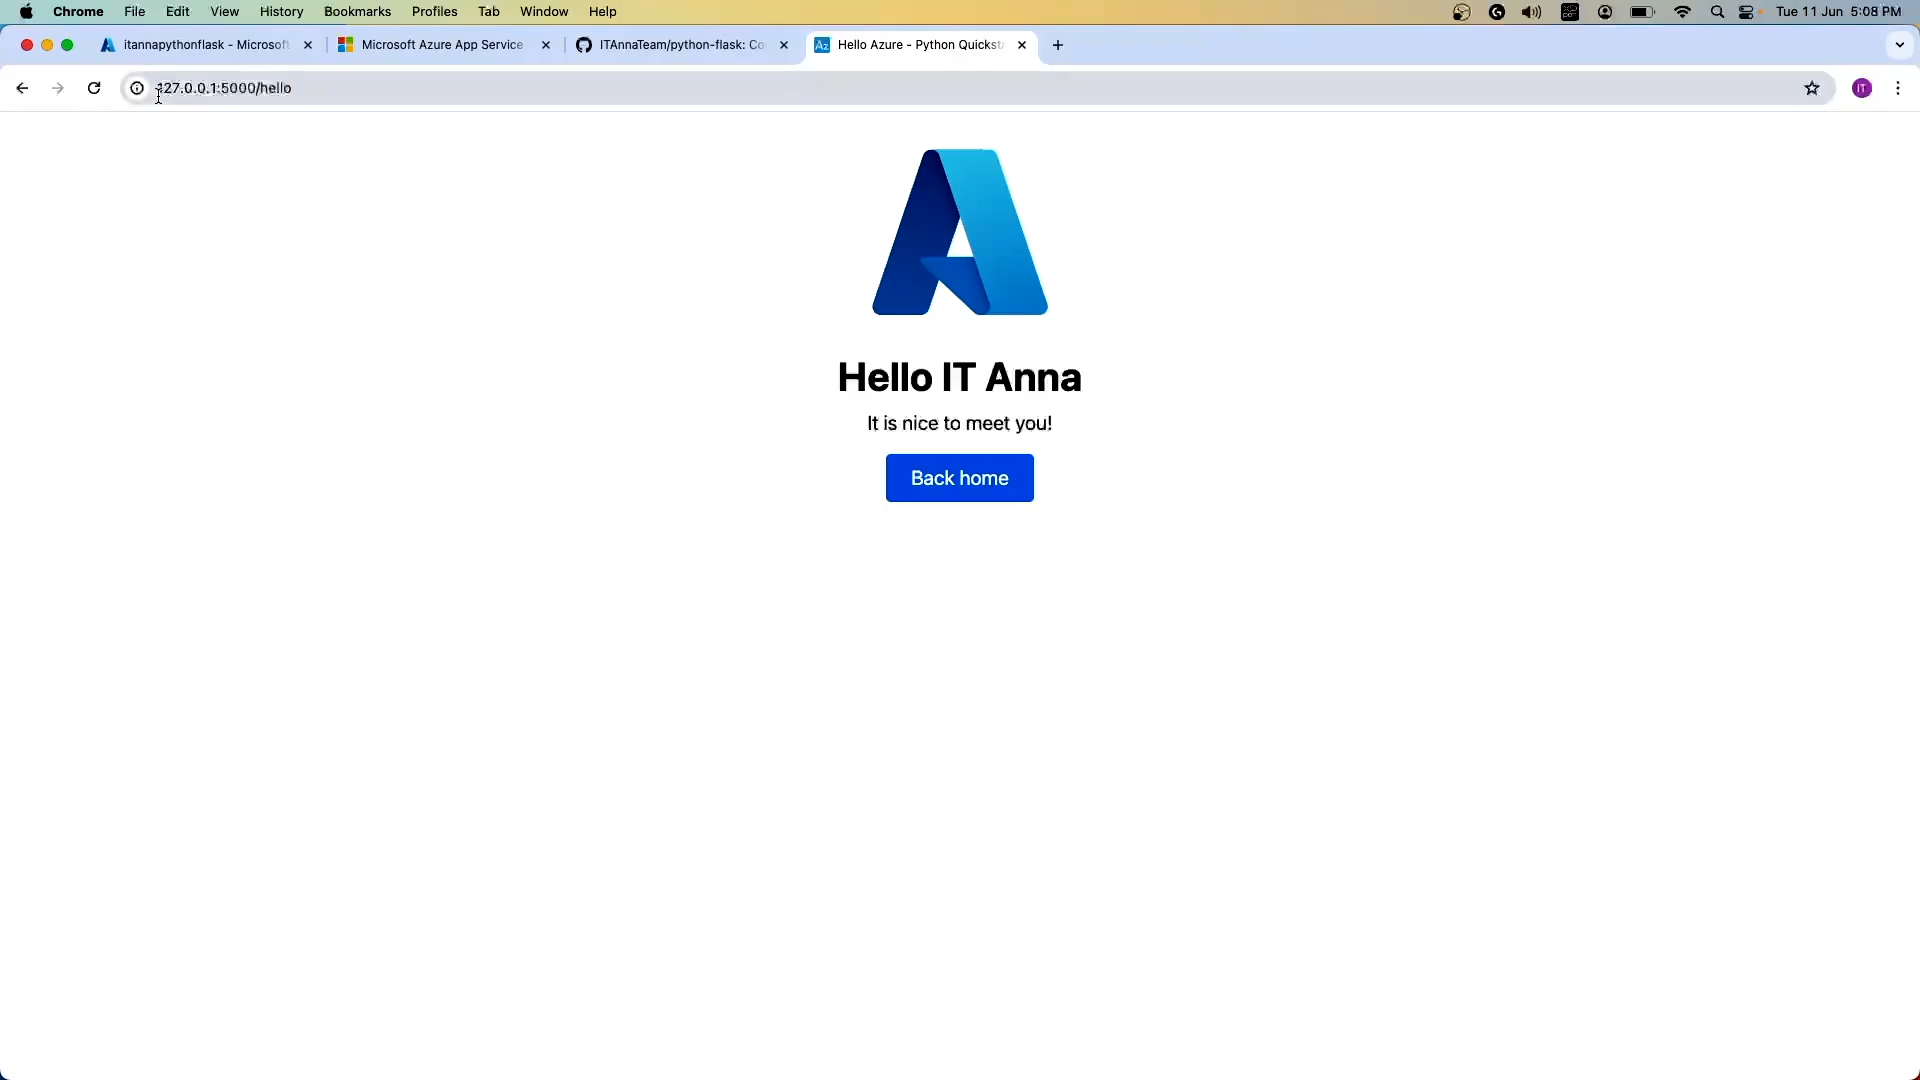 Chrome File Edit View History Bookmarks Profiles Tab Window Help Tue 11 Jun 5:08 PM
itannapythonflask - Microsoft Microsoft Azure App Service ITAnnaTeam/python-flask: Co Hello Azure - Python Quicksta
127.0.0.1:5000/hello IT
Hello IT Anna
It is nice to meet you!
Back home